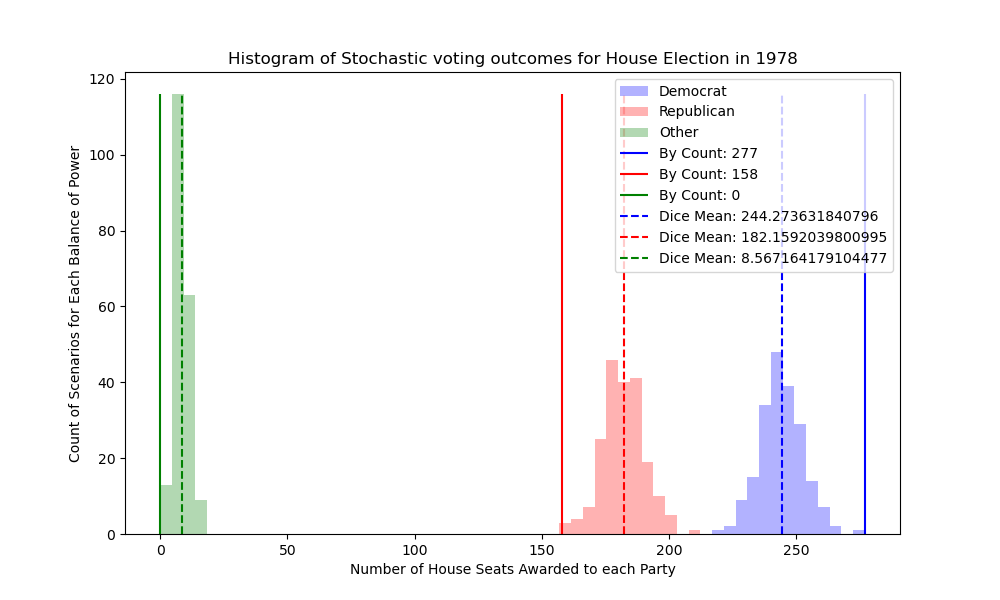 Histogram of Stochastic voting outcomes for House Election in 1978
Count of Scenarios for Each Balance of Power
120
100
80
60
40
20
0
Democrat
Republican
Other
By Count: 277
By Count: 158
By Count: 0
Dice Mean: 244.273631840796
Dice Mean: 182.1592039800995
Dice Mean: 8.567164179104477
0 50 100 150 200 250
Number of House Seats Awarded to each Party